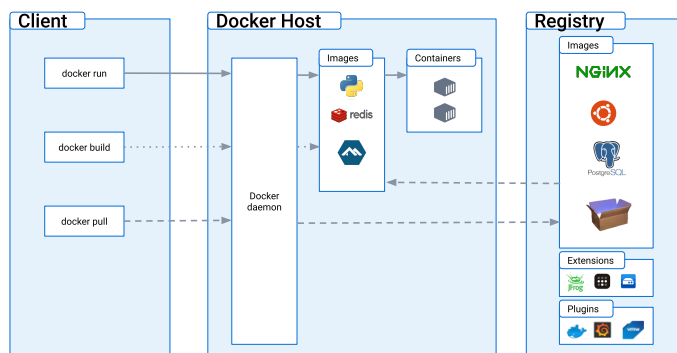 Client
docker run
docker build
docker pull
Docker Host
Docker
daemon
Images
redis
Containers
Registry
Images
NGINX
PostgreSQL
Extensions
JFrog
Plugins